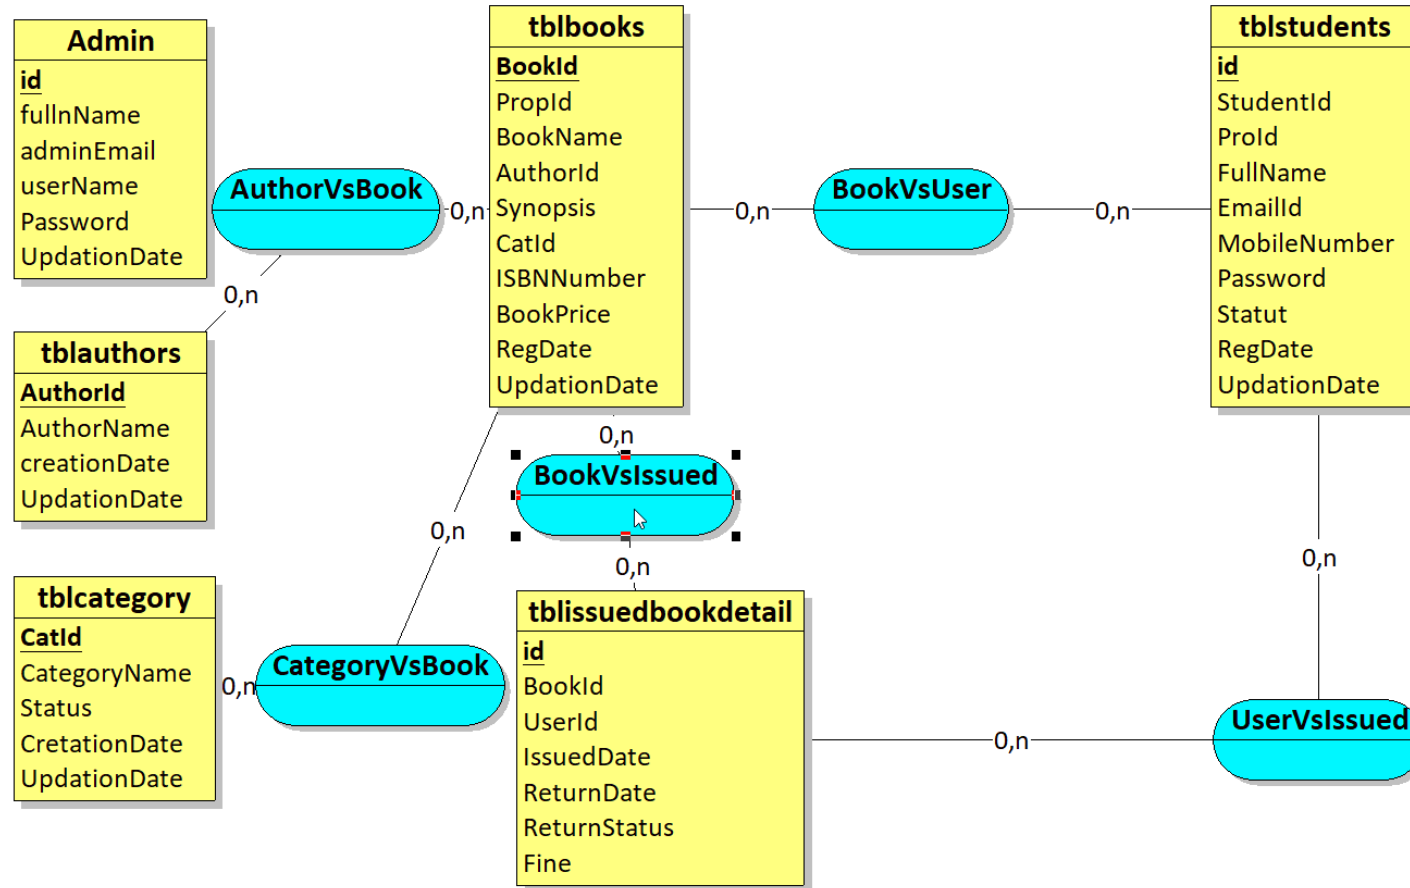 Admin
id
fullnName
adminEmail
userName
Password
UpdationDate
tblbooks
BookId
PropId
BookName
AuthorId
Synopsis
CatId
ISBNNumber
BookPrice
RegDate
UpdationDate
tblstudents
id
StudentId
ProId
FullName
EmailId
MobileNumber
Password
Statut
RegDate
UpdationDate
AuthorVsBook
0,n
0,n
BookVsUser
0,n
0,n
tblauthors
AuthorId
AuthorName
creationDate
UpdationDate
0,n
BookVsIssued
0,n
0,n
0,n
tblcategory
CatId
CategoryName
Status
CretationDate
UpdationDate
0,n
CategoryVsBook
tblissuedbookdetail
id
BookId
UserId
IssuedDate
ReturnDate
ReturnStatus
Fine
0,n
UserVsIssued
0,n